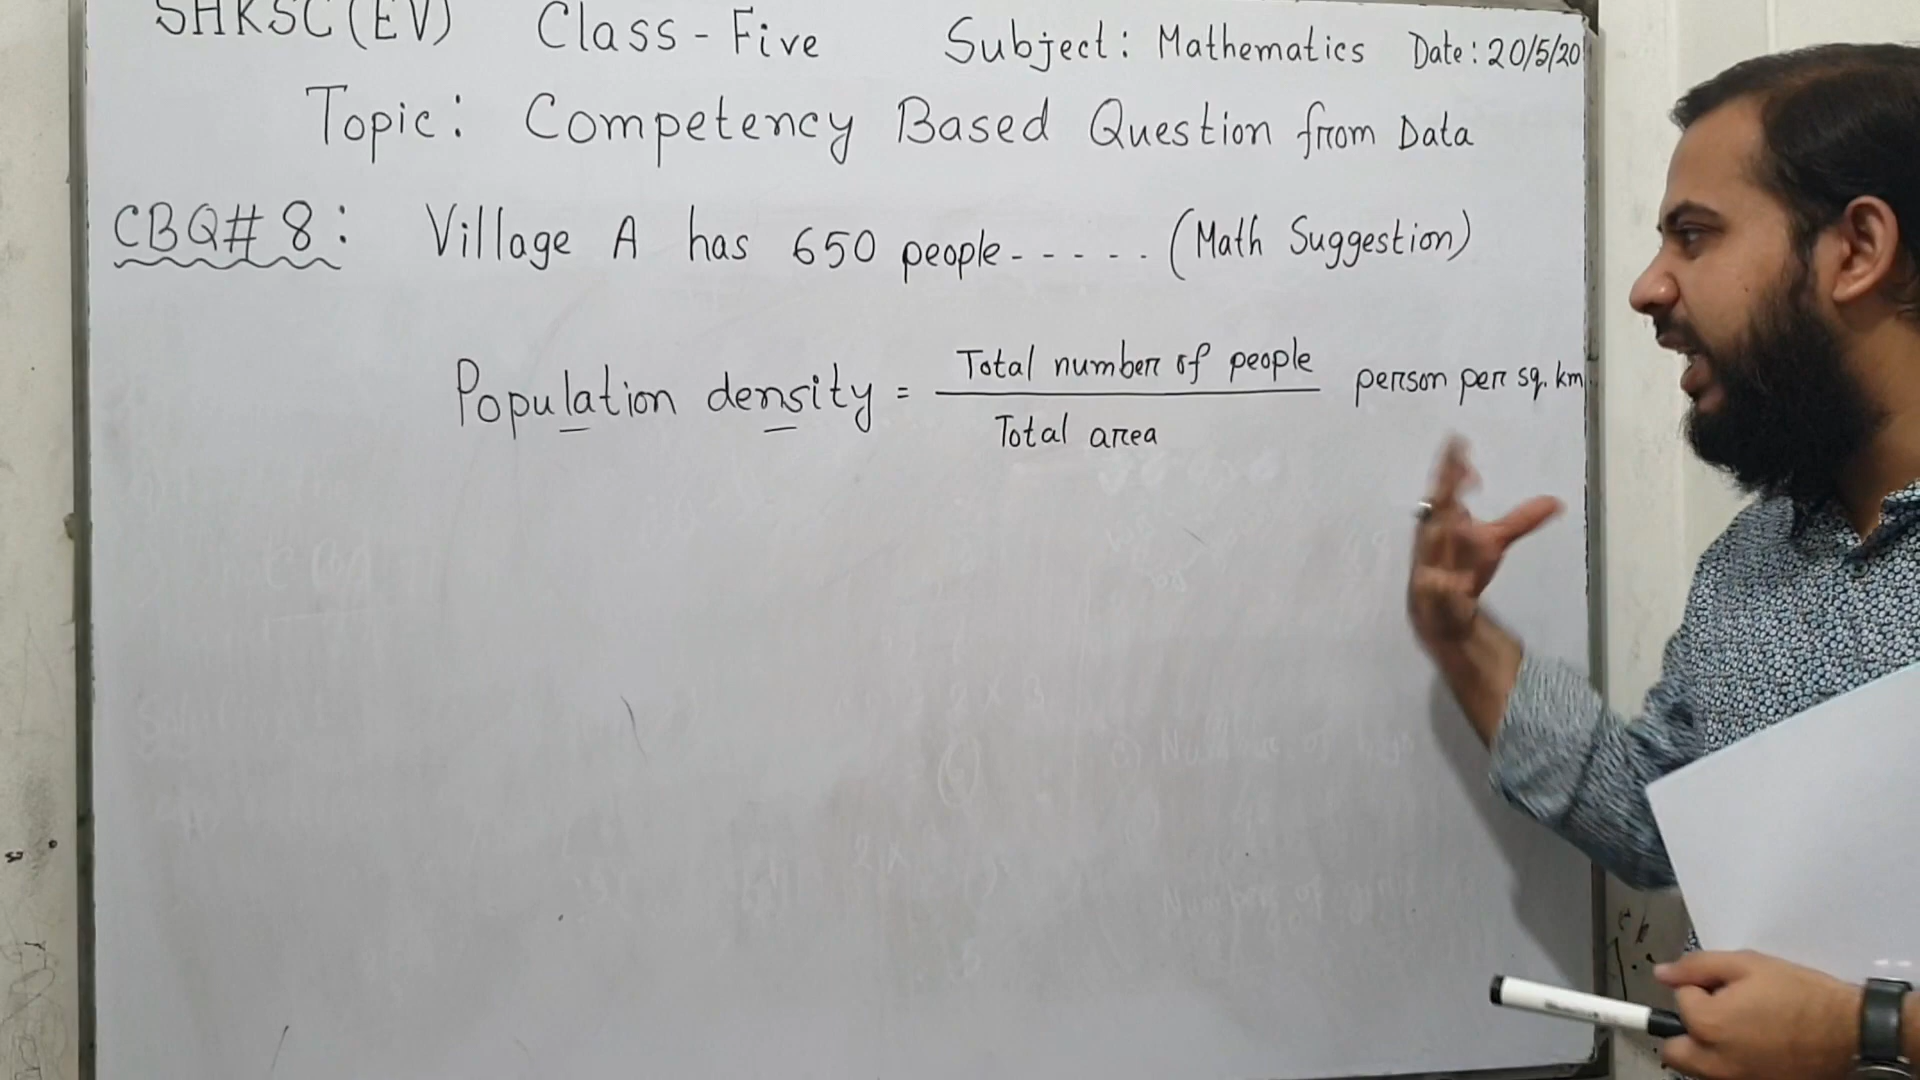 SHKSC (EV) Class - Five Subject: Mathematics Date: 20/5/20
Topic: Competency Based Question from Data
CBQ# 8: Village A has 650 people - - - - - (Math Suggestion)
Population density = Total number of people person per sq. km
Total area